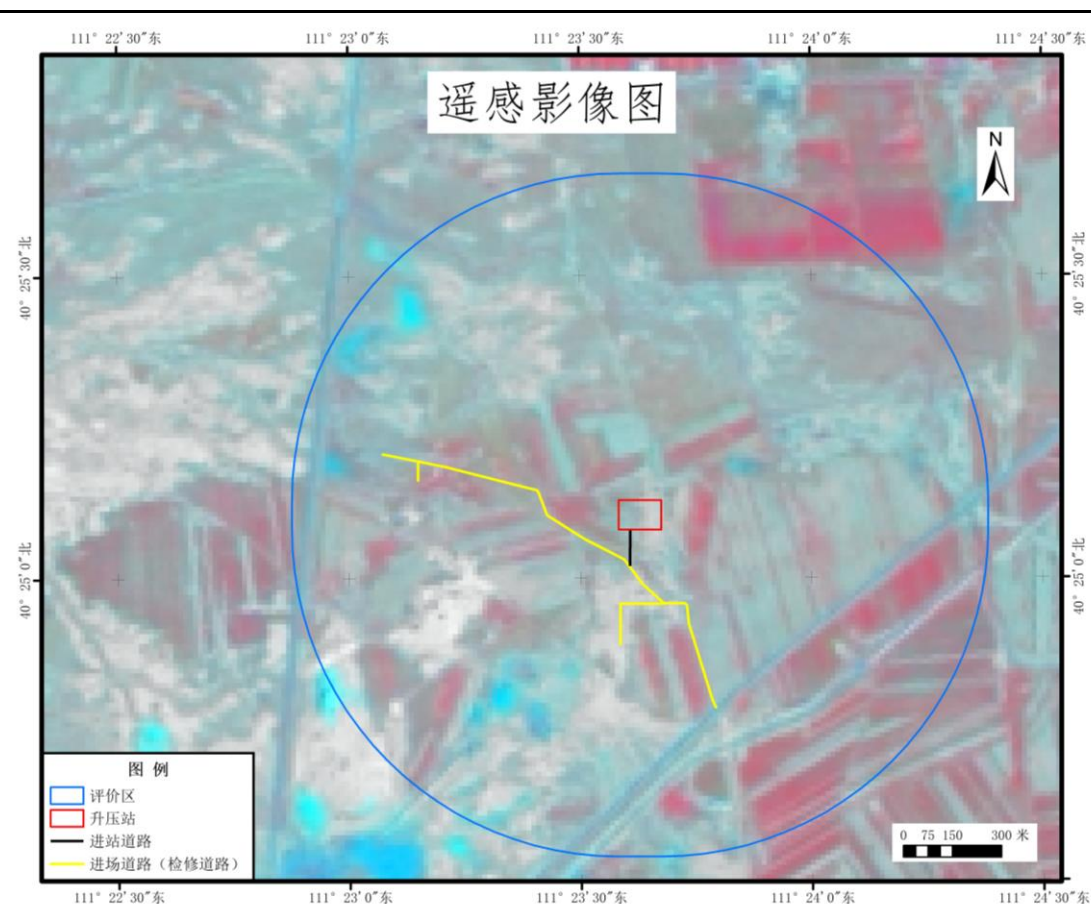 111° 22′30″东 111° 23′0″东 111° 23′30″东 111° 24′0″东 111° 24′30″东
遥感影像图
N
40° 25′30″北 40° 25′30″北
40° 25′0″北 40° 25′0″北
图 例
评价区
升压站
进站道路
进场道路（检修道路）
0 75 150 300 米
111° 22′30″东 111° 23′0″东 111° 23′30″东 111° 24′0″东 111° 24′30″东